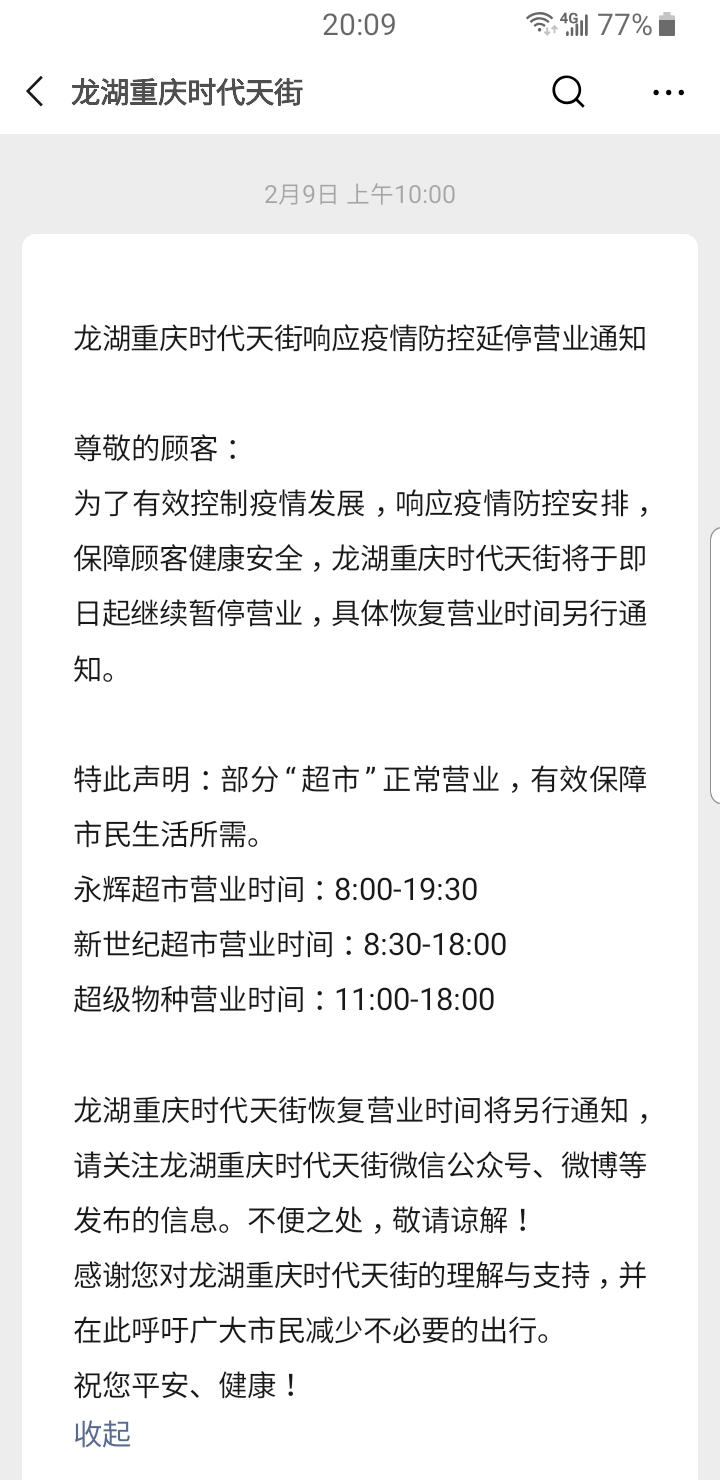 20:09
4G
77%
龙湖重庆时代天街
2月9日 上午10:00
龙湖重庆时代天街响应疫情防控延停营业通知
尊敬的顾客：
为了有效控制疫情发展，响应疫情防控安排，
保障顾客健康安全，龙湖重庆时代天街将于即
日起继续暂停营业，具体恢复营业时间另行通
知。
特此声明：部分“超市”正常营业，有效保障
市民生活所需。
永辉超市营业时间：8:00-19:30
新世纪超市营业时间：8:30-18:00
超级物种营业时间：11:00-18:00
龙湖重庆时代天街恢复营业时间将另行通知，
请关注龙湖重庆时代天街微信公众号、微博等
发布的信息。不便之处，敬请谅解！
感谢您对龙湖重庆时代天街的理解与支持，并
在此呼吁广大市民减少不必要的出行。
祝您平安、健康！
收起